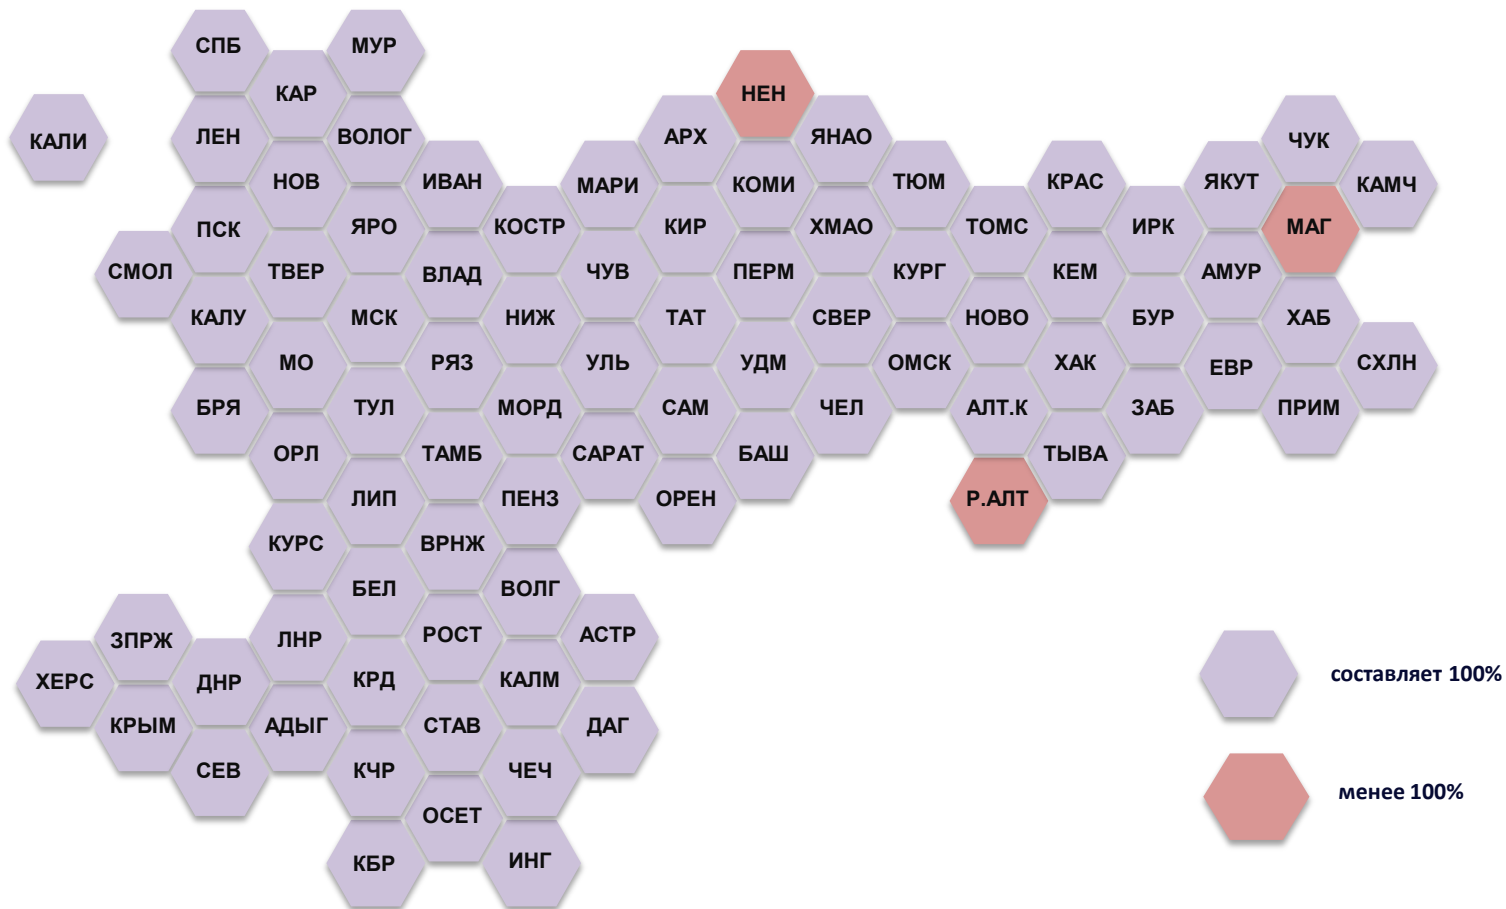 СПБ МУР
КАР НЕН
КАЛИ ЛЕН ВОЛОГ АРХ ЯНАО ЧУК
НОВ ИВАН МАРИ КОМИ ТЮМ КРАС ЯКУТ КАМЧ
ПСК ЯРО КОСТР КИР ХМАО ТОМС ИРК МАГ
СМОЛ ТВЕР ВЛАД ЧУВ ПЕРМ КУРГ КЕМ АМУР
КАЛУ МСК НИЖ ТАТ СВЕР НОВО БУР ХАБ
МО РЯЗ УЛЬ УДМ ОМСК ХАК ЕВР СХЛН
БРЯ ТУЛ МОРД САМ ЧЕЛ АЛТ.К ЗАБ ПРИМ
ОРЛ ТАМБ САРАТ БАШ ТЫВА
ЛИП ПЕНЗ ОРЕН Р.АЛТ
КУРС ВРНЖ
БЕЛ ВОЛГ
ЗПРЖ ЛНР РОСТ АСТР
ХЕРС ДНР КРД КАЛМ
КРЫМ АДЫГ СТАВ ДАГ
СЕВ КЧР ЧЕЧ
ОСЕТ
КБР ИНГ
составляет 100%
менее 100%